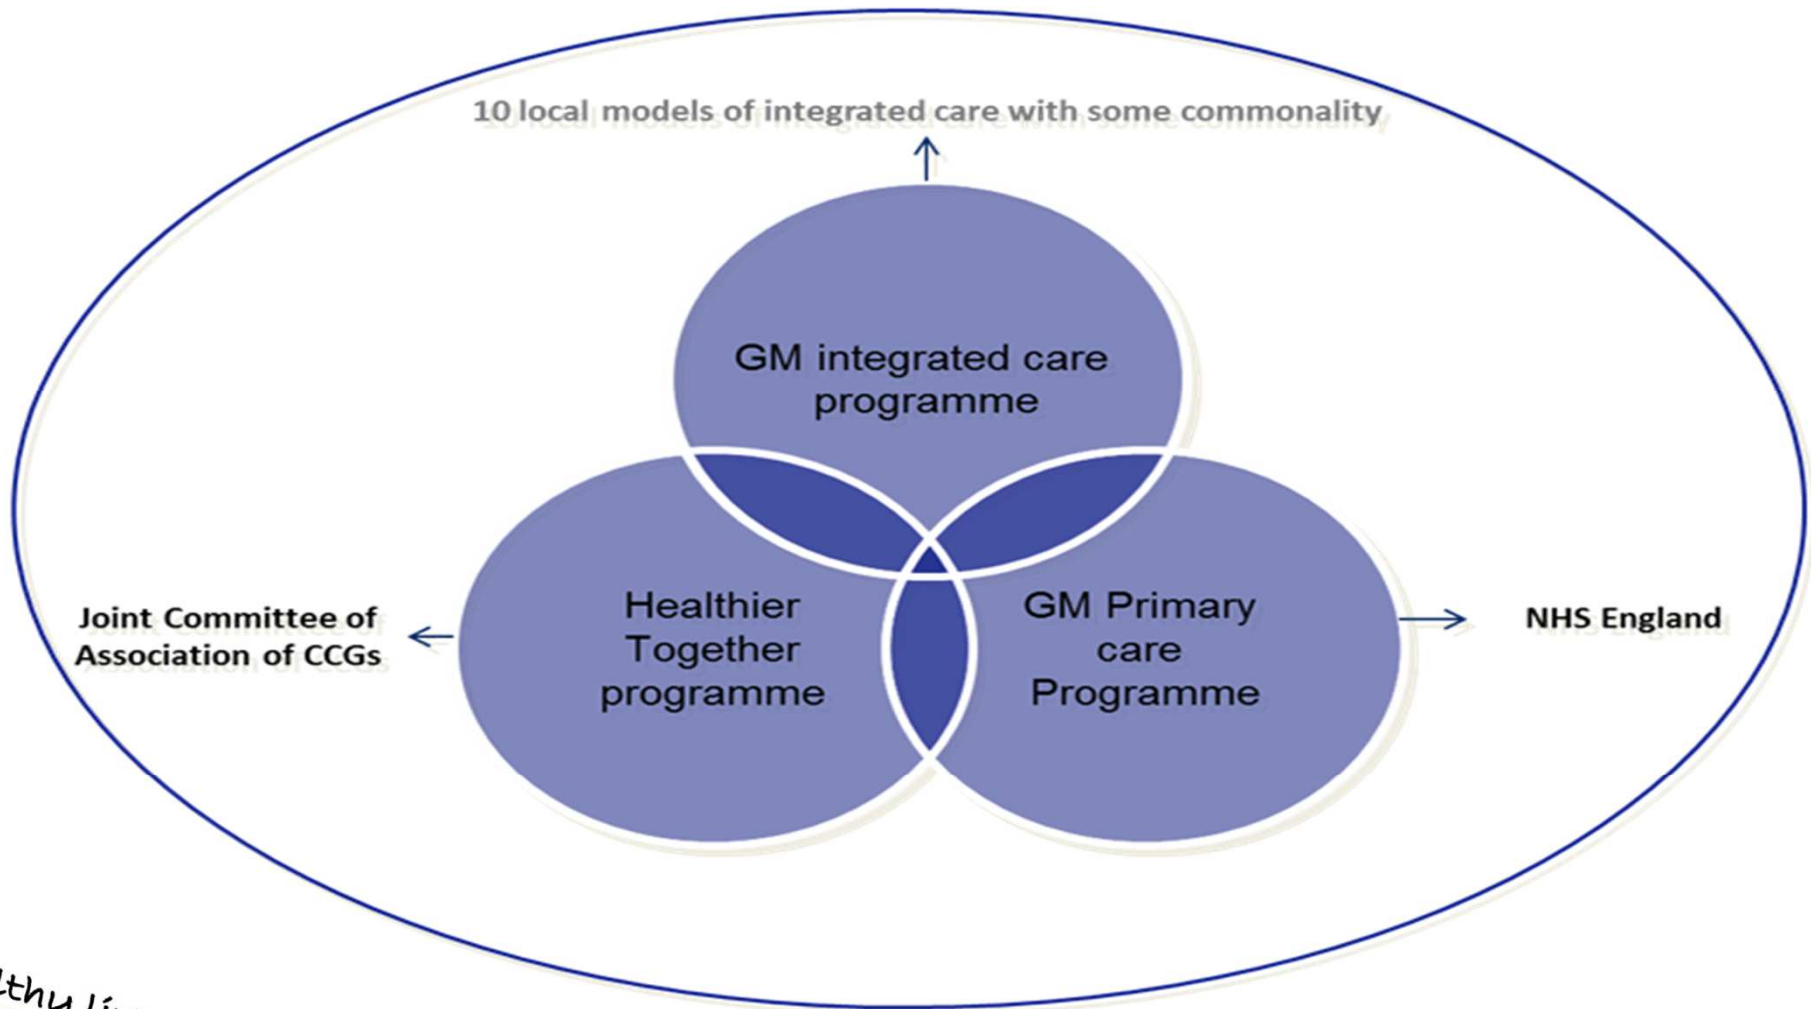 10 local models of integrated care with some commonality
GM integrated care
programme
Joint Committee of
Association of CCGs
Healthier
Together
programme
GM Primary
care
Programme
NHS England